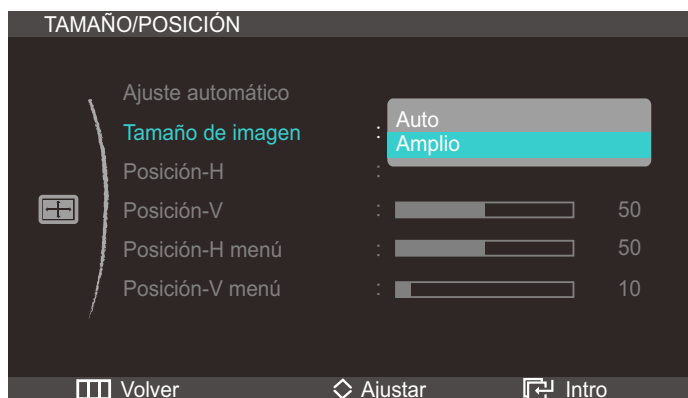 TAMAÑO/POSICIÓN
Ajuste automático
Tamaño de imagen :
Auto
Amplio
Posición-H :
Posición-V : 50
Posición-H menú : 50
Posición-V menú : 10
Volver Ajustar Intro